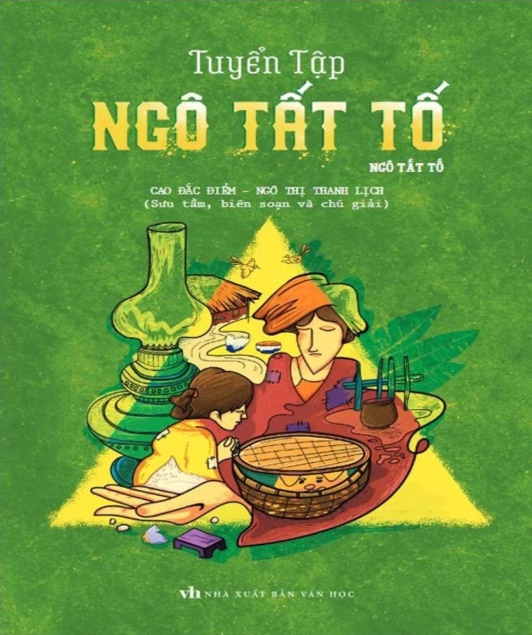 Tuyển Tập
NGÔ TẤT TỐ
NGÔ TẤT TỐ
CAO ĐẮC ĐIỂM - NGÔ THỊ THANH LỊCH
(Sưu tầm, biên soạn và chú giải)
vh NHÀ XUẤT BẢN VĂN HỌC